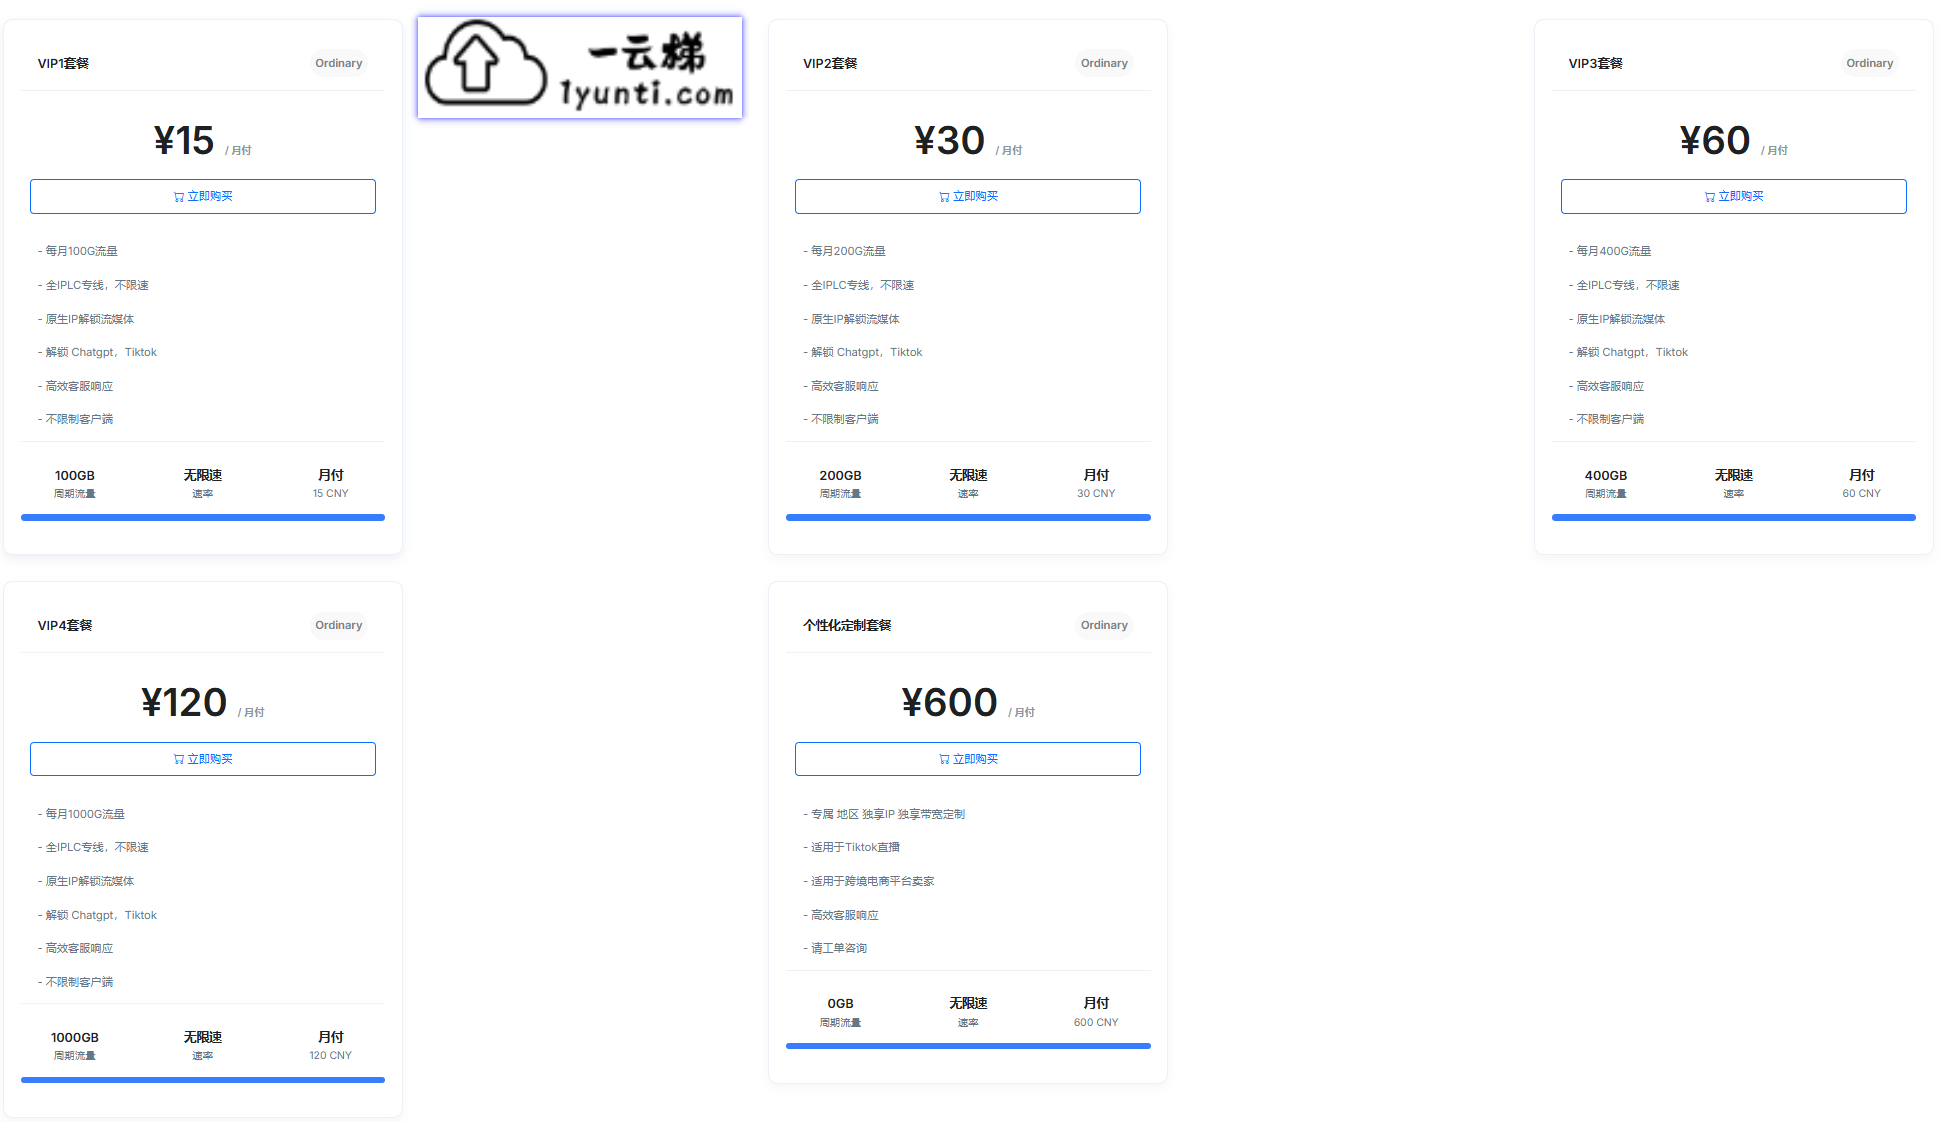 VIP1套餐
Ordinary
¥15 / 月付
立即购买
- 每月100G流量
- 全IPLC专线，不限速
- 原生IP解锁流媒体
- 解锁 Chatgpt，Tiktok
- 高效客服响应
- 不限制客户端
100GB 无限速 月付
周期流量 速率 15 CNY
一云梯
1yunti.com
VIP2套餐
Ordinary
¥30 / 月付
立即购买
- 每月200G流量
- 全IPLC专线，不限速
- 原生IP解锁流媒体
- 解锁 Chatgpt，Tiktok
- 高效客服响应
- 不限制客户端
200GB 无限速 月付
周期流量 速率 30 CNY
VIP3套餐
Ordinary
¥60 / 月付
立即购买
- 每月400G流量
- 全IPLC专线，不限速
- 原生IP解锁流媒体
- 解锁 Chatgpt，Tiktok
- 高效客服响应
- 不限制客户端
400GB 无限速 月付
周期流量 速率 60 CNY
VIP4套餐
Ordinary
¥120 / 月付
立即购买
- 每月1000G流量
- 全IPLC专线，不限速
- 原生IP解锁流媒体
- 解锁 Chatgpt，Tiktok
- 高效客服响应
- 不限制客户端
1000GB 无限速 月付
周期流量 速率 120 CNY
个性化定制套餐
Ordinary
¥600 / 月付
立即购买
- 专属 地区 独享IP 独享带宽定制
- 适用于Tiktok直播
- 适用于跨境电商平台卖家
- 高效客服响应
- 请工单咨询
0GB 无限速 月付
周期流量 速率 600 CNY